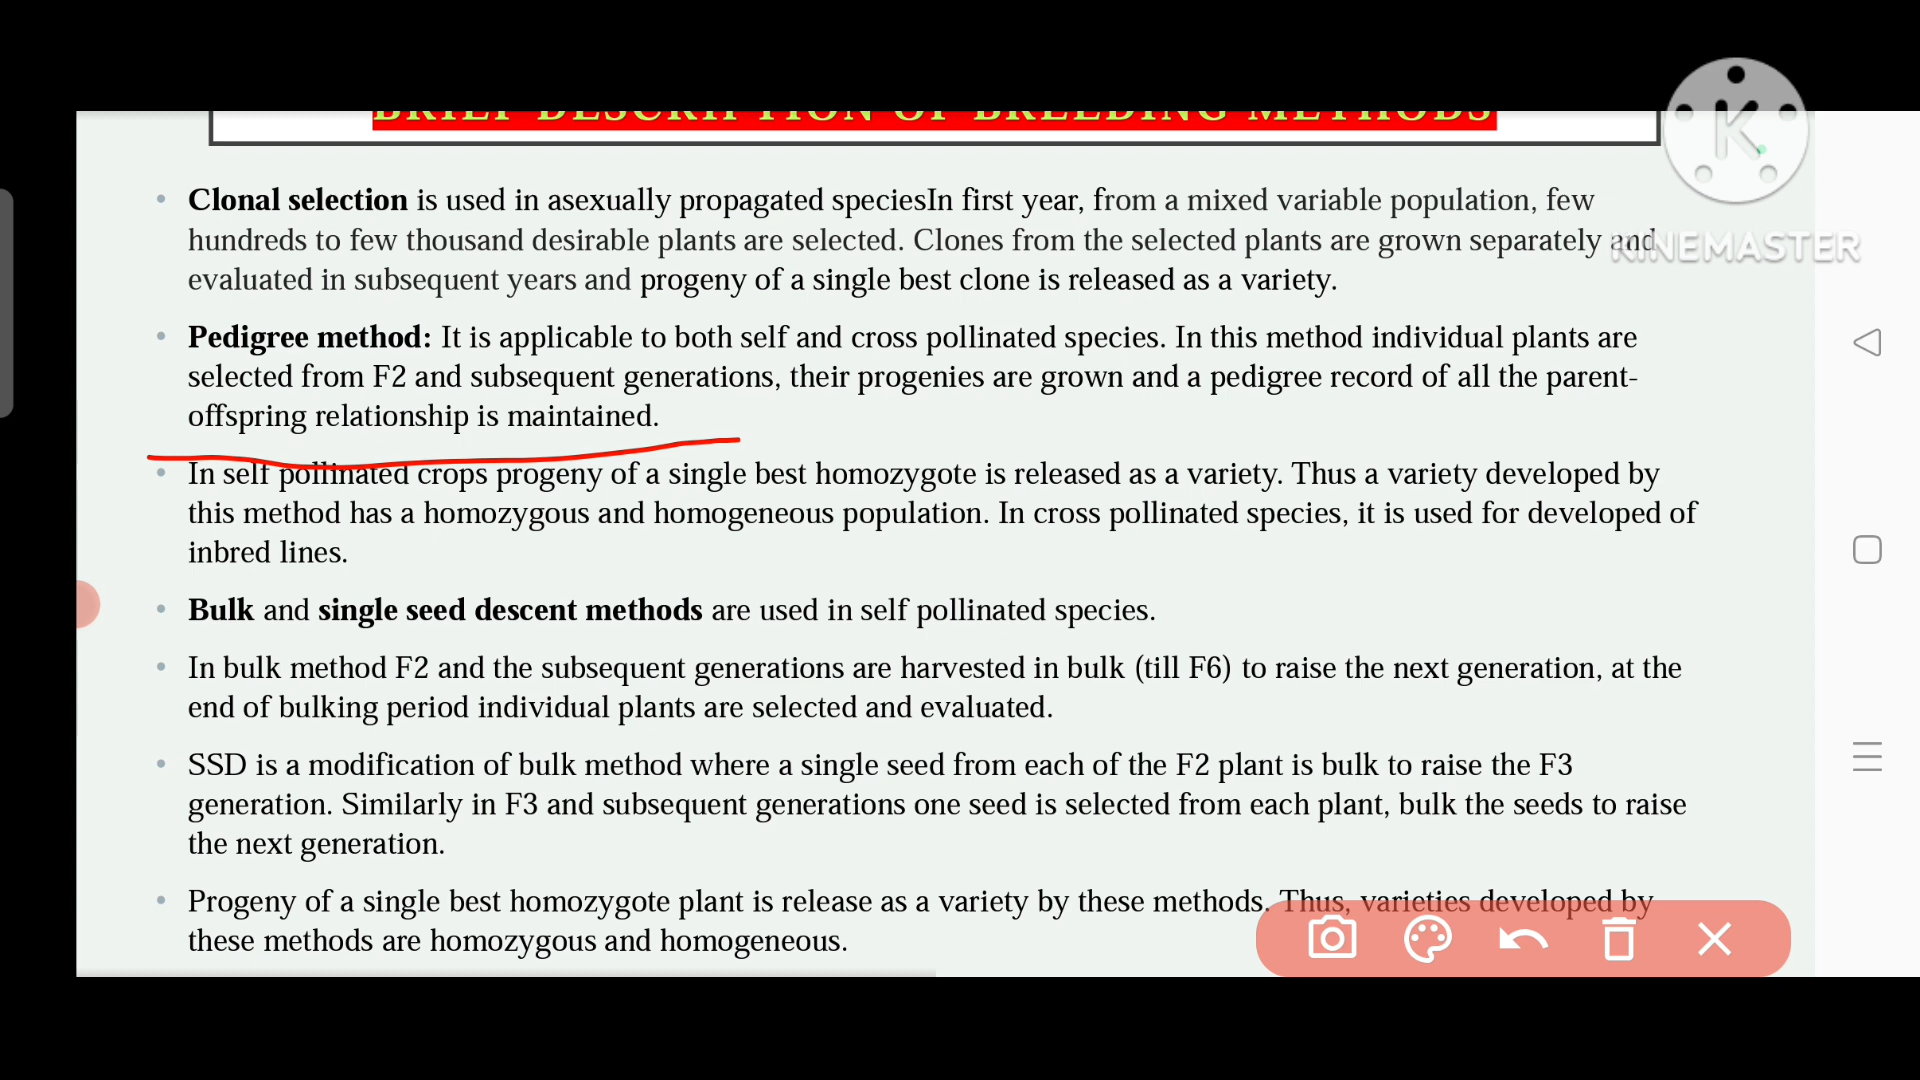 BRIEF DESCRIPTION OF BREEDING METHODS
K
KINEMASTER
• Clonal selection is used in asexually propagated speciesIn first year, from a mixed variable population, few
hundreds to few thousand desirable plants are selected. Clones from the selected plants are grown separately and
evaluated in subsequent years and progeny of a single best clone is released as a variety.
• Pedigree method: It is applicable to both self and cross pollinated species. In this method individual plants are
selected from F2 and subsequent generations, their progenies are grown and a pedigree record of all the parent-
offspring relationship is maintained.
• In self pollinated crops progeny of a single best homozygote is released as a variety. Thus a variety developed by
this method has a homozygous and homogeneous population. In cross pollinated species, it is used for developed of
inbred lines.
• Bulk and single seed descent methods are used in self pollinated species.
• In bulk method F2 and the subsequent generations are harvested in bulk (till F6) to raise the next generation, at the
end of bulking period individual plants are selected and evaluated.
• SSD is a modification of bulk method where a single seed from each of the F2 plant is bulk to raise the F3
generation. Similarly in F3 and subsequent generations one seed is selected from each plant, bulk the seeds to raise
the next generation.
• Progeny of a single best homozygote plant is release as a variety by these methods. Thus, varieties developed by
these methods are homozygous and homogeneous.